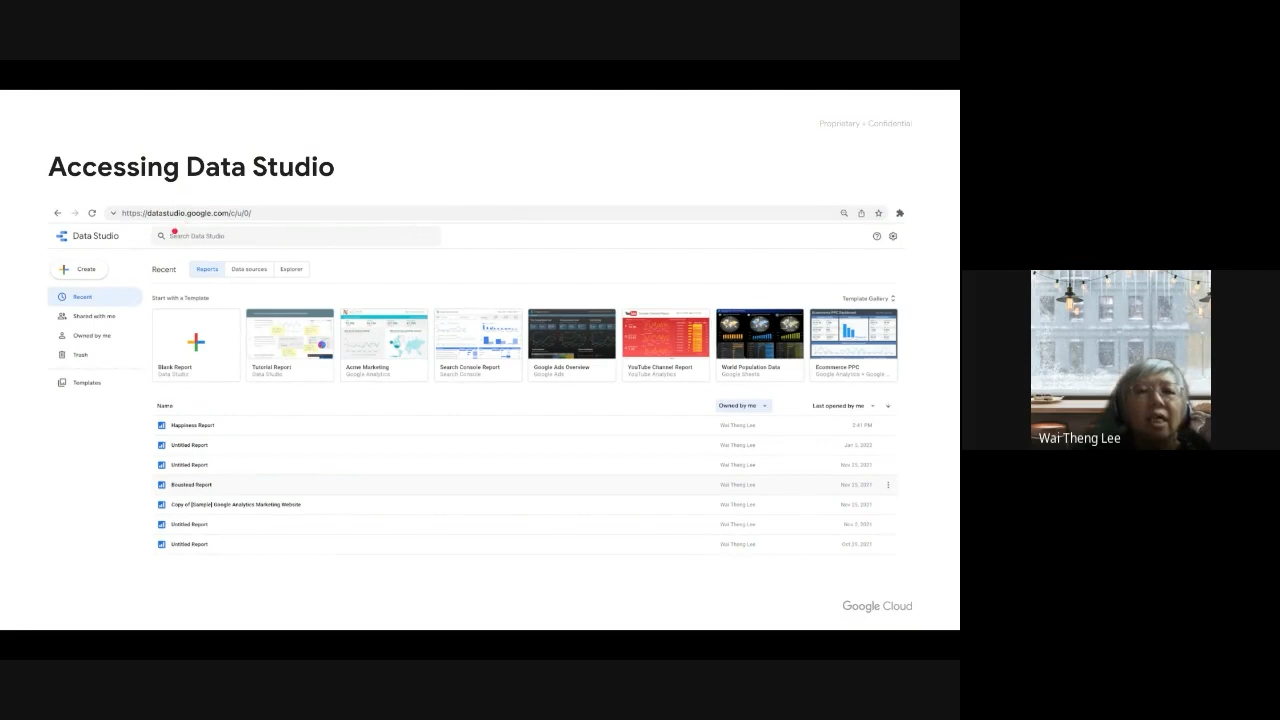 Proprietary + Confidential
Accessing Data Studio
https://datastudio.google.com/c/u/0/
Data Studio
Search Data Studio
Create
Recent
Reports
Data sources
Explorer
Recent
Shared with me
Owned by me
Trash
Templates
Start with a Template
Template Gallery
Blank Report
Data Studio
Tutorial Report
Data Studio
Acme Marketing
Google Analytics
Search Console Report
Search Console
Google Ads Overview
Google Ads
YouTube Channel Report
YouTube Analytics
World Population Data
Google Sheets
Ecommerce PPC
Google Analytics + Google ...
Name
Owned by me
Last opened by me
Happiness Report
Wai Theng Lee
2:41 PM
Untitled Report
Wai Theng Lee
Jan 5, 2022
Untitled Report
Wai Theng Lee
Nov 25, 2021
Boustead Report
Wai Theng Lee
Nov 25, 2021
Copy of [Sample] Google Analytics Marketing Website
Wai Theng Lee
Nov 25, 2021
Untitled Report
Wai Theng Lee
Nov 2, 2021
Untitled Report
Wai Theng Lee
Google Cloud
Wai Theng Lee